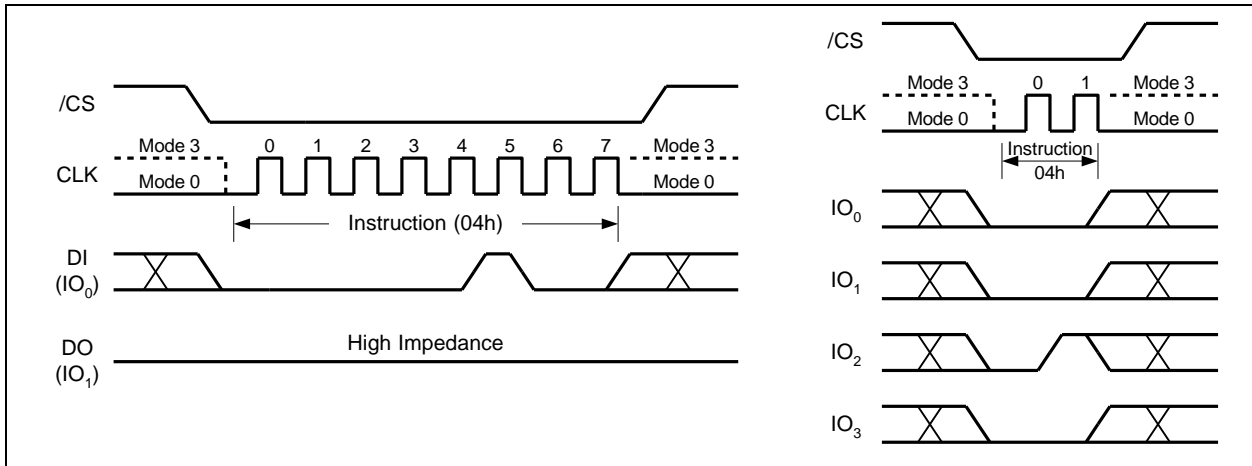 /CS
Mode 3 0 1 2 3 4 5 6 7 Mode 3
CLK
Mode 0 Mode 0
Instruction (04h)
DI
(IO0)
High Impedance
DO
(IO1)
/CS
Mode 3 0 1 Mode 3
CLK
Mode 0 Mode 0
Instruction
04h
IO0
IO1
IO2
IO3